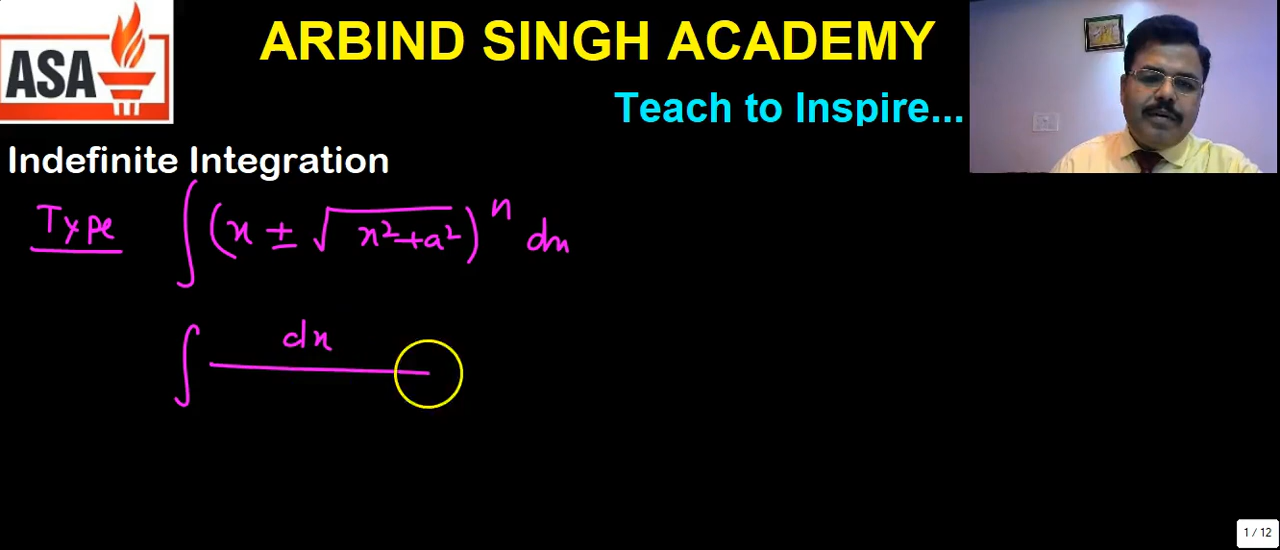 ASA
ARBIND SINGH ACADEMY
Teach to Inspire...
Indefinite Integration
Type ∫ (x ± √x²+a²)ⁿ dx
∫ dx
1 / 12